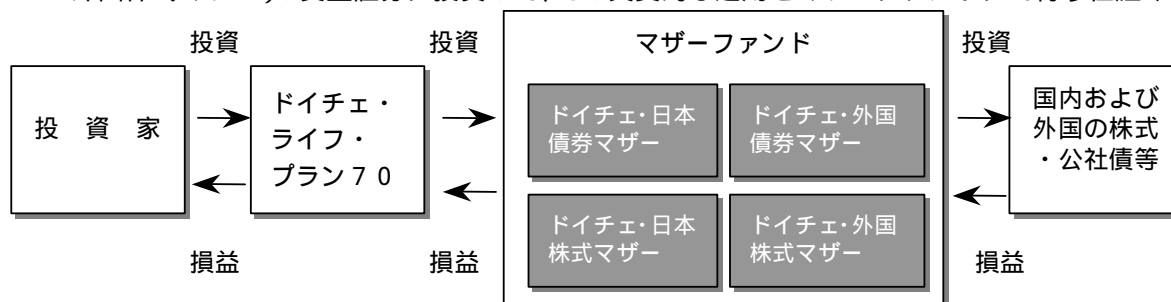 投資
投資
マザーファンド
投資
投 資 家
ドイチェ・
ライフ・
プラン７０
ドイチェ・日本
債券マザー
ドイチェ・外国
債券マザー
ドイチェ・日本
株式マザー
ドイチェ・外国
株式マザー
国内および
外国の株式
・公社債等
損益
損益
損益